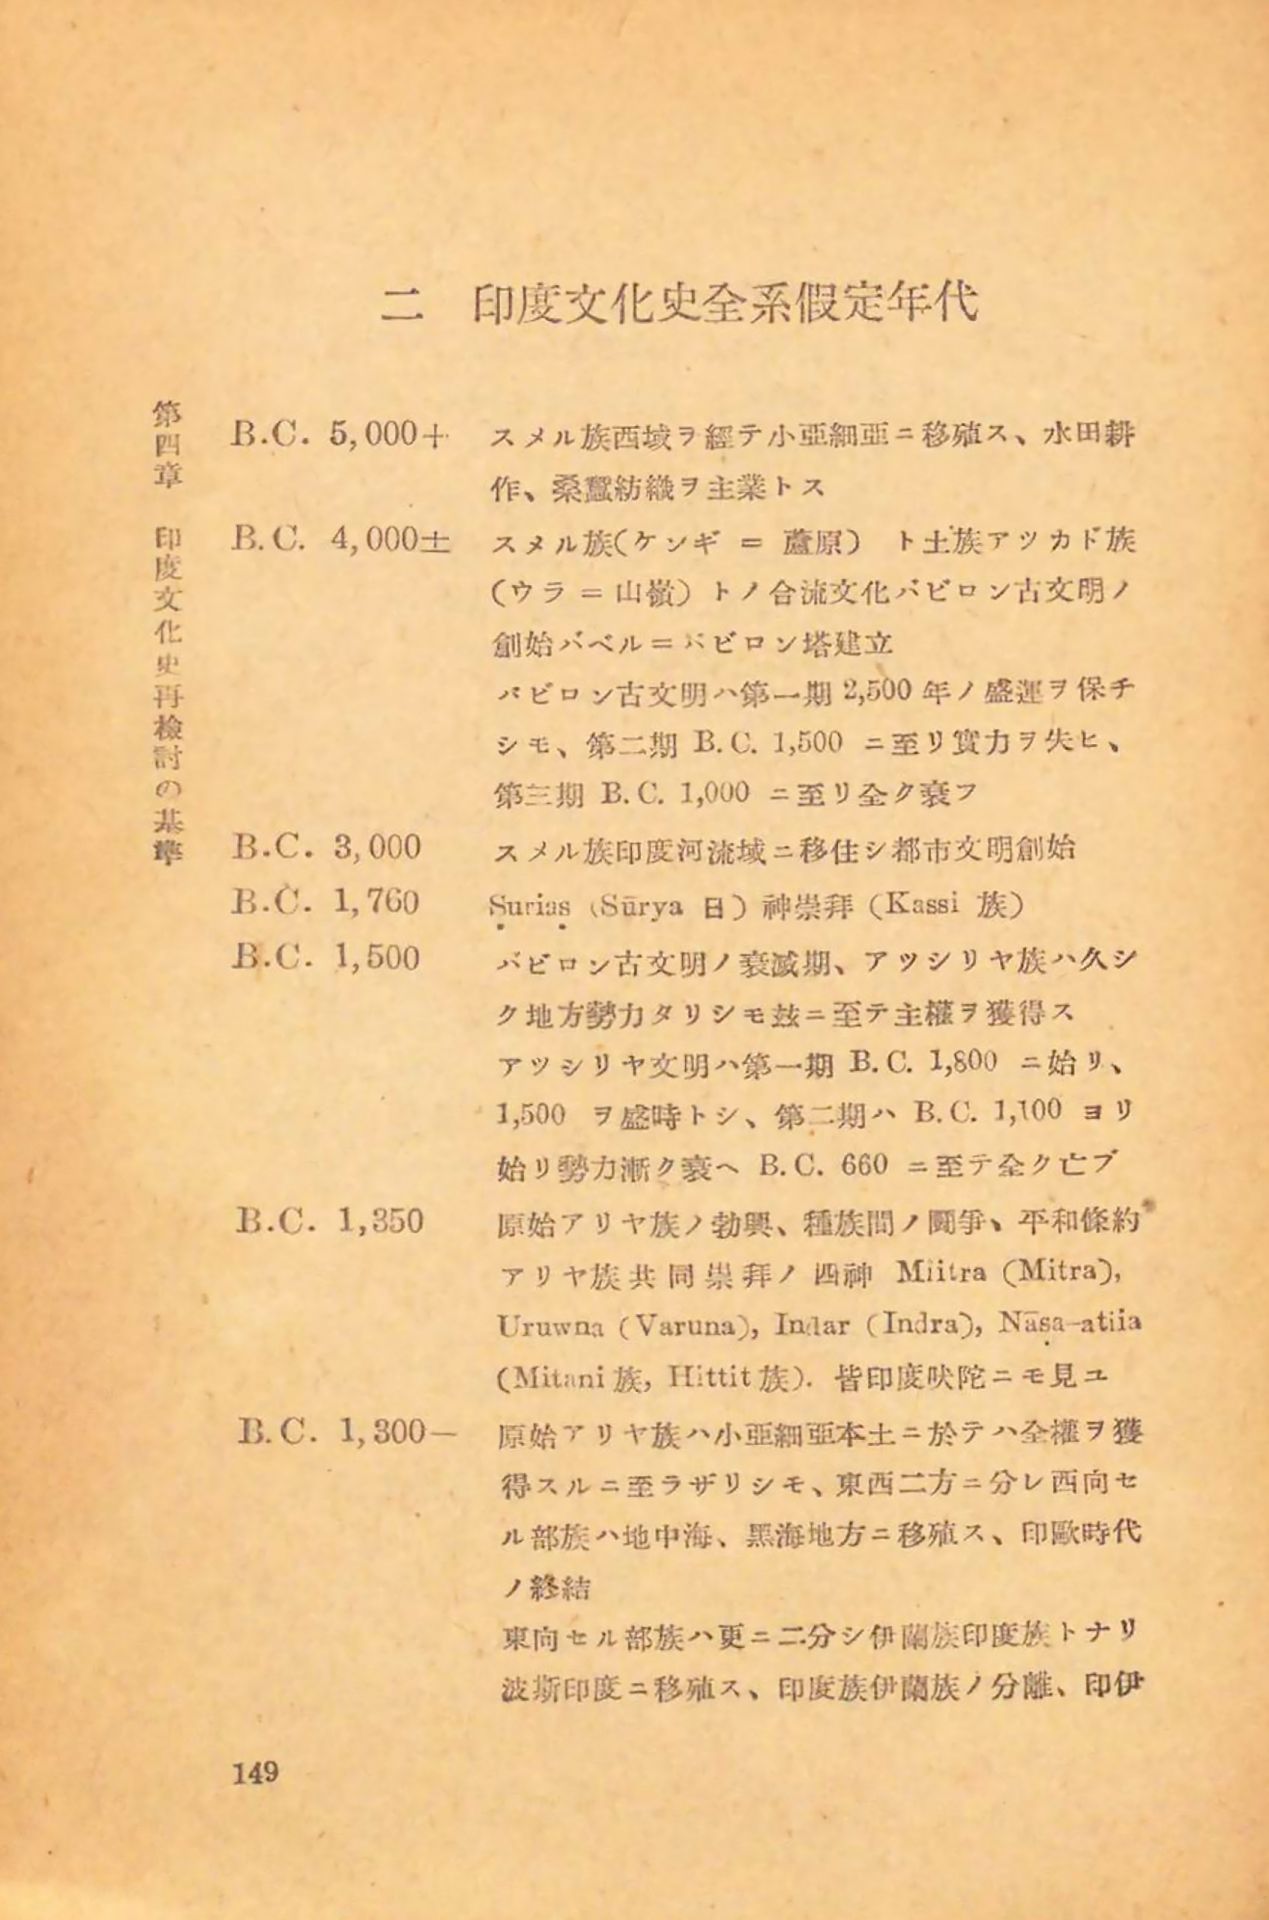 二 印度文化史全系假定年代
第四章 印度文化史再檢討の基準
B.C. 5,000+ スメル族西域ヲ經テ小亞細亞ニ移殖ス、水田耕
作、桑蠶紡織ヲ主業トス
B.C. 4,000± スメル族(ケンギ = 蘆原) ト土族アツカド族
(ウラ = 山嶺) トノ合流文化バビロン古文明ノ
創始バベル=バビロン塔建立
バビロン古文明ハ第一期 2,500 年ノ盛運ヲ保チ
シモ、第二期 B.C. 1,500 ニ至リ實力ヲ失ヒ、
第三期 B.C. 1,000 ニ至リ全ク衰フ
B.C. 3,000 スメル族印度河流域ニ移住シ都市文明創始
B.C. 1,760 Ṣuriaṣ (Sūrya 日) 神崇拜 (Kassi 族)
B.C. 1,500 バビロン古文明ノ衰滅期、アツシリヤ族ハ久シ
ク地方勢力タリシモ玆ニ至テ主權ヲ獲得ス
アツシリヤ文明ハ第一期 B.C. 1,800 ニ始リ、
1,500 ヲ盛時トシ、第二期ハ B.C. 1,100 ヨリ
始リ勢力漸ク衰ヘ B.C. 660 ニ至テ全ク亡ブ
B.C. 1,350 原始アリヤ族ノ勃興、種族間ノ鬪爭、平和條約
アリヤ族共同崇拜ノ四神 Miitra (Mitra),
Uruwna (Varuna), Indar (Indra), Nāṣa-atiia
(Mitani 族, Hittit 族). 皆印度吠陀ニモ見ユ
B.C. 1,300− 原始アリヤ族ハ小亞細亞本土ニ於テハ全權ヲ獲
得スルニ至ラザリシモ、東西二方ニ分レ西向セ
ル部族ハ地中海、黑海地方ニ移殖ス、印歐時代
ノ終結
東向セル部族ハ更ニ二分シ伊蘭族印度族トナリ
波斯印度ニ移殖ス、印度族伊蘭族ノ分離、印伊
149